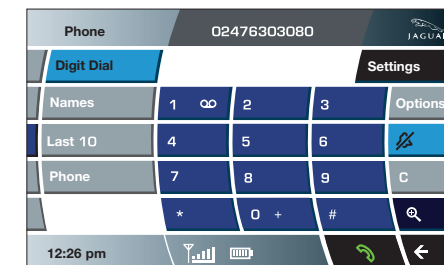 Phone 02476303080 JAGUAR
Digit Dial Settings
Names 1 2 3 Options
Last 10 4 5 6
Phone 7 8 9 C
* 0 + #
12:26 pm